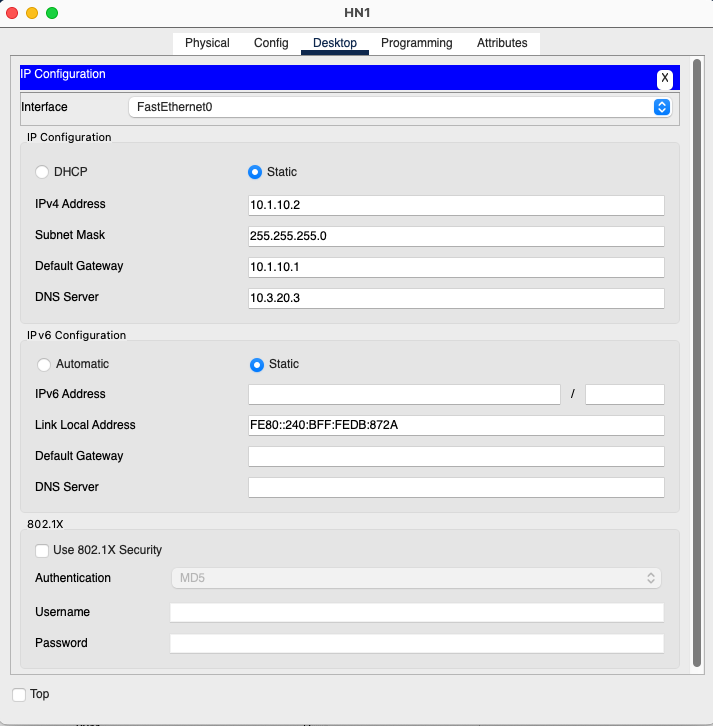 HN1
Physical Config Desktop Programming Attributes
IP Configuration
X
Interface FastEthernet0
IP Configuration
DHCP Static
IPv4 Address 10.1.10.2
Subnet Mask 255.255.255.0
Default Gateway 10.1.10.1
DNS Server 10.3.20.3
IPv6 Configuration
Automatic Static
IPv6 Address /
Link Local Address FE80::240:BFF:FEDB:872A
Default Gateway
DNS Server
802.1X
Use 802.1X Security
Authentication MD5
Username
Password
Top